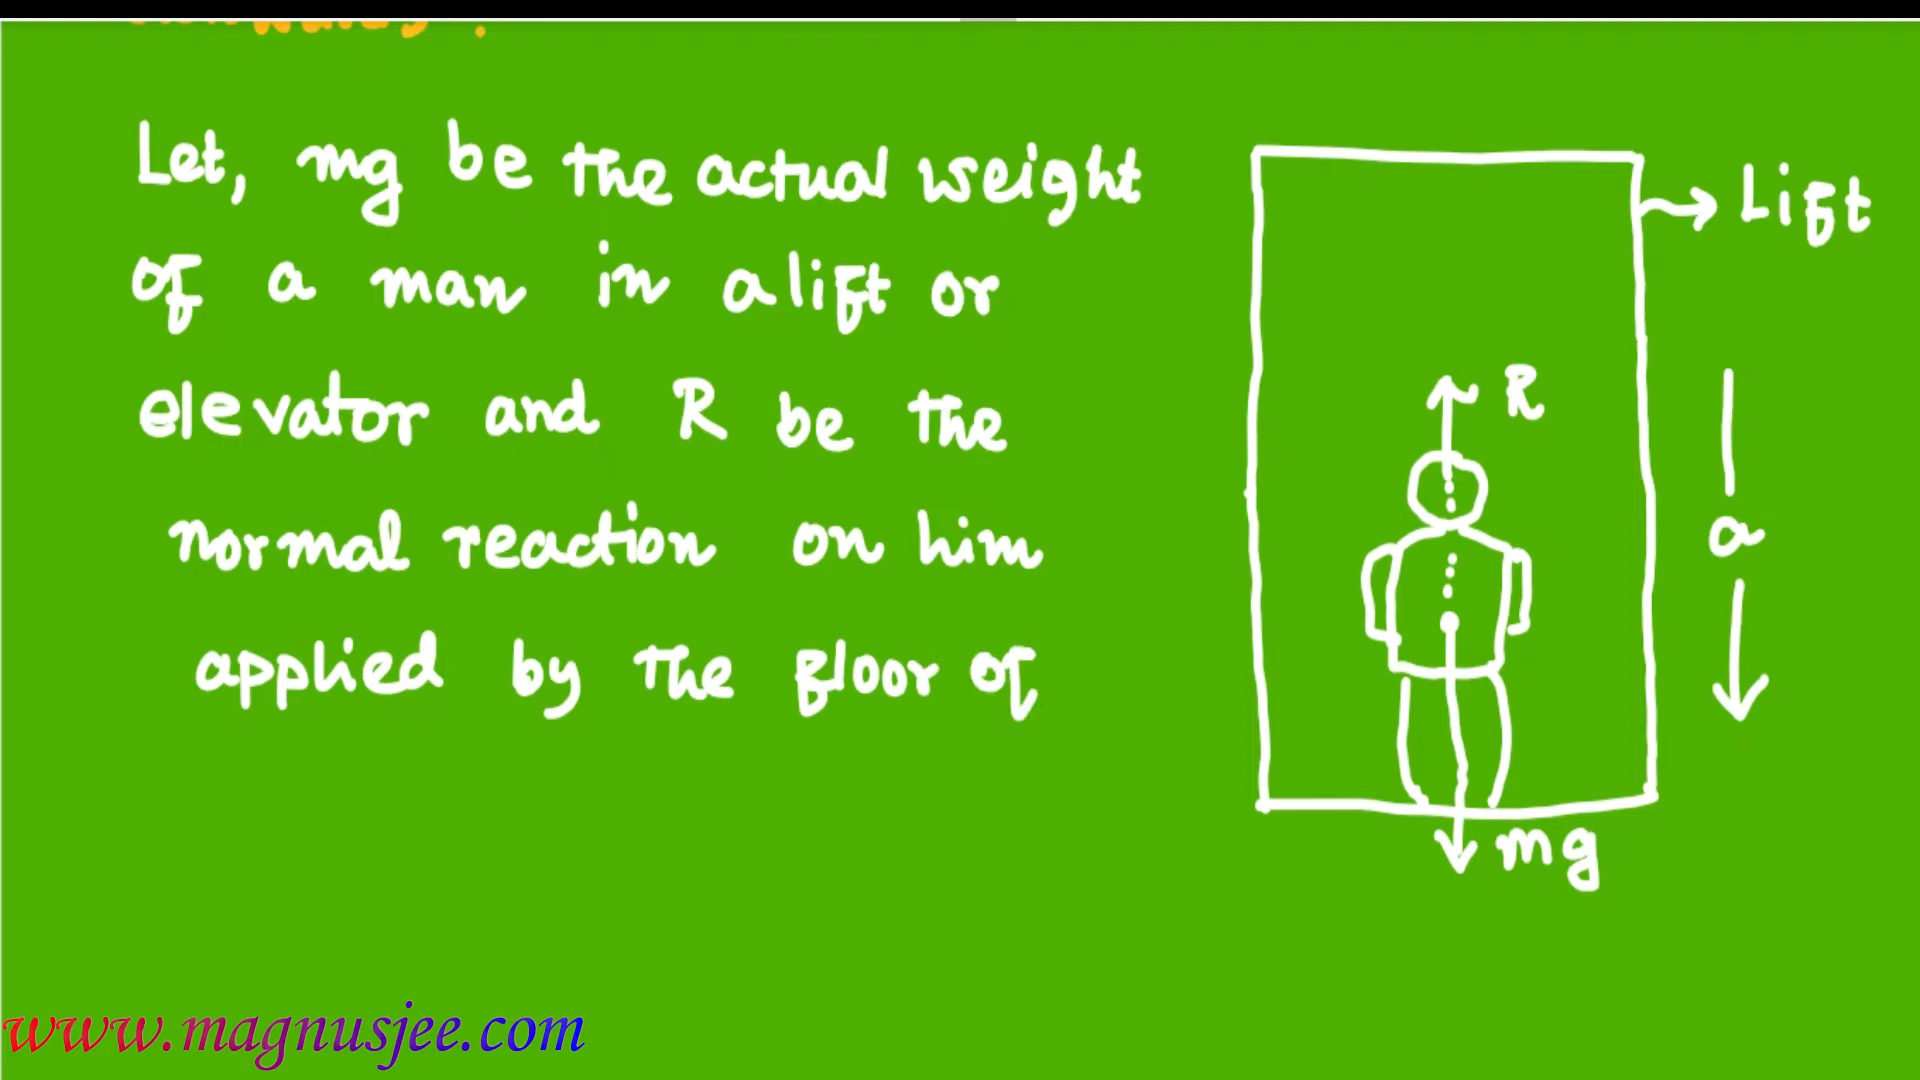 Let, mg be the actual weight
of a man in a lift or
elevator and R be the
normal reaction on him
applied by the floor of
Lift
R
a
mg
www.magnusjee.com